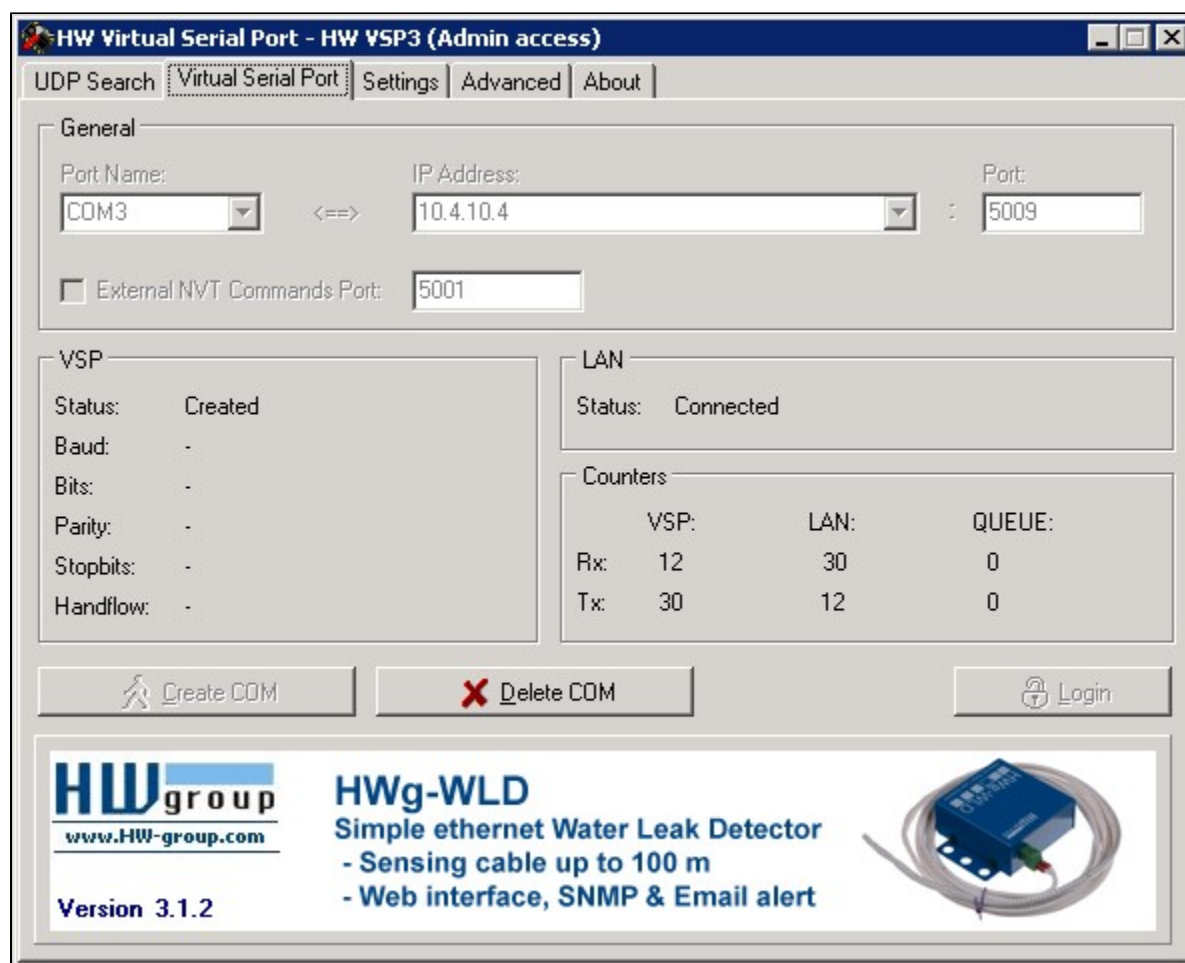 HW Virtual Serial Port - HW VSP3 (Admin access)
UDP Search Virtual Serial Port Settings Advanced About
General
Port Name: IP Address: Port:
COM3 <==> 10.4.10.4 : 5009
External NVT Commands Port: 5001
VSP
Status: Created
Baud: -
Bits: -
Parity: -
Stopbits: -
Handflow: -
LAN
Status: Connected
Counters
VSP: LAN: QUEUE:
Rx: 12 30 0
Tx: 30 12 0
Create COM Delete COM Login
HW group
www.HW-group.com
Version 3.1.2
HWg-WLD
Simple ethernet Water Leak Detector
- Sensing cable up to 100 m
- Web interface, SNMP & Email alert
HWg-WLD